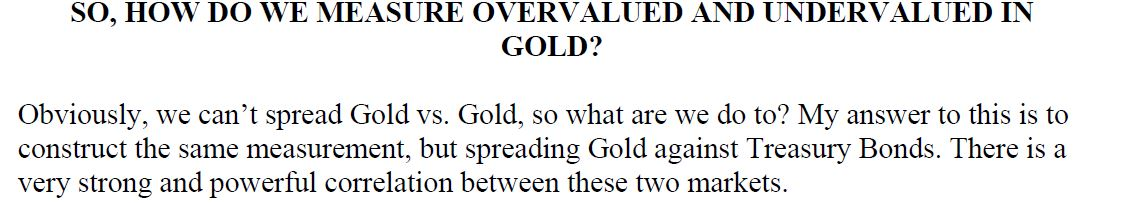 SO, HOW DO WE MEASURE OVERVALUED AND UNDERVALUED IN
GOLD?
Obviously, we can’t spread Gold vs. Gold, so what are we do to? My answer to this is to
construct the same measurement, but spreading Gold against Treasury Bonds. There is a
very strong and powerful correlation between these two markets.